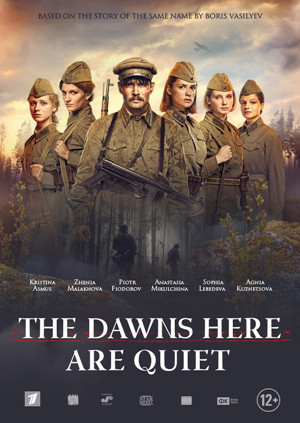 BASED ON THE STORY OF THE SAME NAME BY BORIS VASILYEV
KRISTINA ASMUS
ZHENIA MALAKHOVA
PIOTR FIODOROV
ANASTASIA MIKULCHINA
SOPHIA LEBEDEVA
AGNIA KUZNETSOVA
THE DAWNS HERE
ARE QUIET
12+